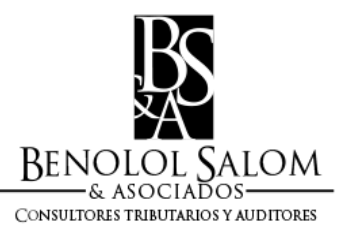 BS
&A
BENOLOL SALOM
& ASOCIADOS
CONSULTORES TRIBUTARIOS Y AUDITORES